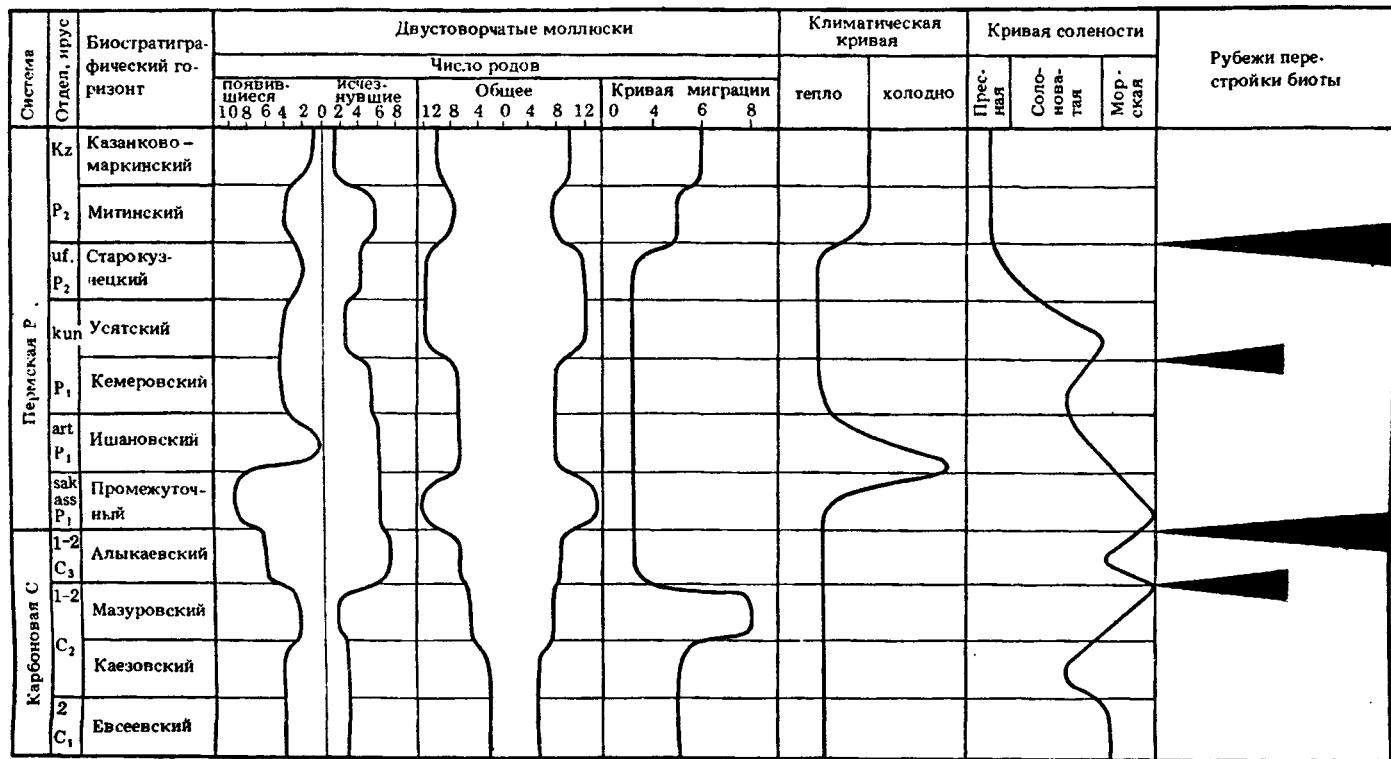 Система
Отдел, ярус
Биостратигра-
фический го-
ризонт
Двустворчатые моллюски
Число родов
появив-
шиеся
10 8 6 4 2 0
исчез-
нувшие
2 4 6 8
Общее
12 8 4 0 4 8 12
Кривая миграции
0 4 6 8
Климатическая
кривая
тепло
холодно
Кривая солености
Прес-
ная
Соло-
нова-
тая
Мор-
ская
Рубежи пере-
стройки биоты
Пермская P
Kz
Казанково-
маркинский
P₂
Митинский
uf.
P₂
Старокуз-
нецкий
kun
Усятский
P₁
Кемеровский
art
P₁
Ишановский
sak
ass
P₁
Промежуточ-
ный
Карбоновая С
1-2
C₃
Алыкаевский
1-2
Мазуровский
C₂
Каезовский
2
C₁
Евсеевский